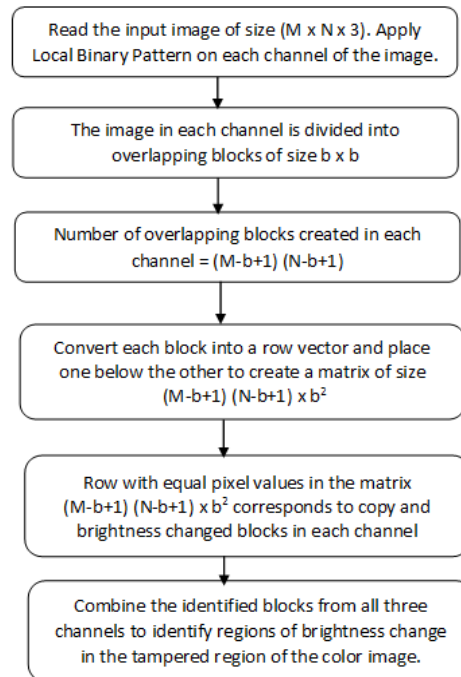 Read the input image of size (M x N x 3). Apply
Local Binary Pattern on each channel of the image.
The image in each channel is divided into
overlapping blocks of size b x b
Number of overlapping blocks created in each
channel = (M-b+1) (N-b+1)
Convert each block into a row vector and place
one below the other to create a matrix of size
(M-b+1) (N-b+1) x b²
Row with equal pixel values in the matrix
(M-b+1) (N-b+1) x b² corresponds to copy and
brightness changed blocks in each channel
Combine the identified blocks from all three
channels to identify regions of brightness change
in the tampered region of the color image.